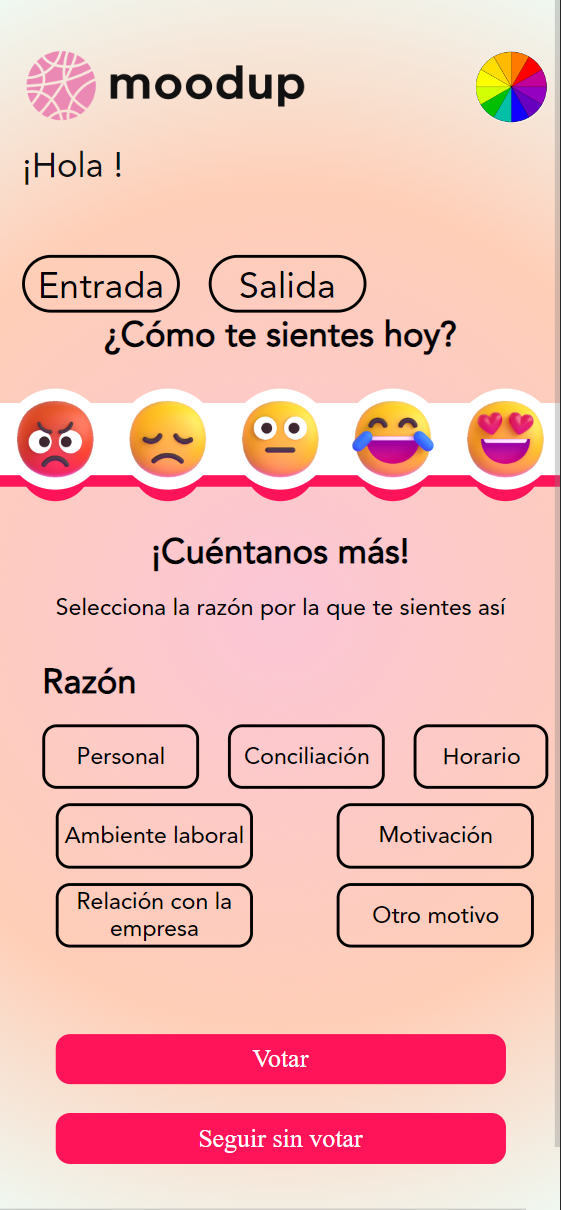 moodup
¡Hola !
Entrada
Salida
¿Cómo te sientes hoy?
¡Cuéntanos más!
Selecciona la razón por la que te sientes así
Razón
Personal
Conciliación
Horario
Ambiente laboral
Motivación
Relación con la
empresa
Otro motivo
Votar
Seguir sin votar